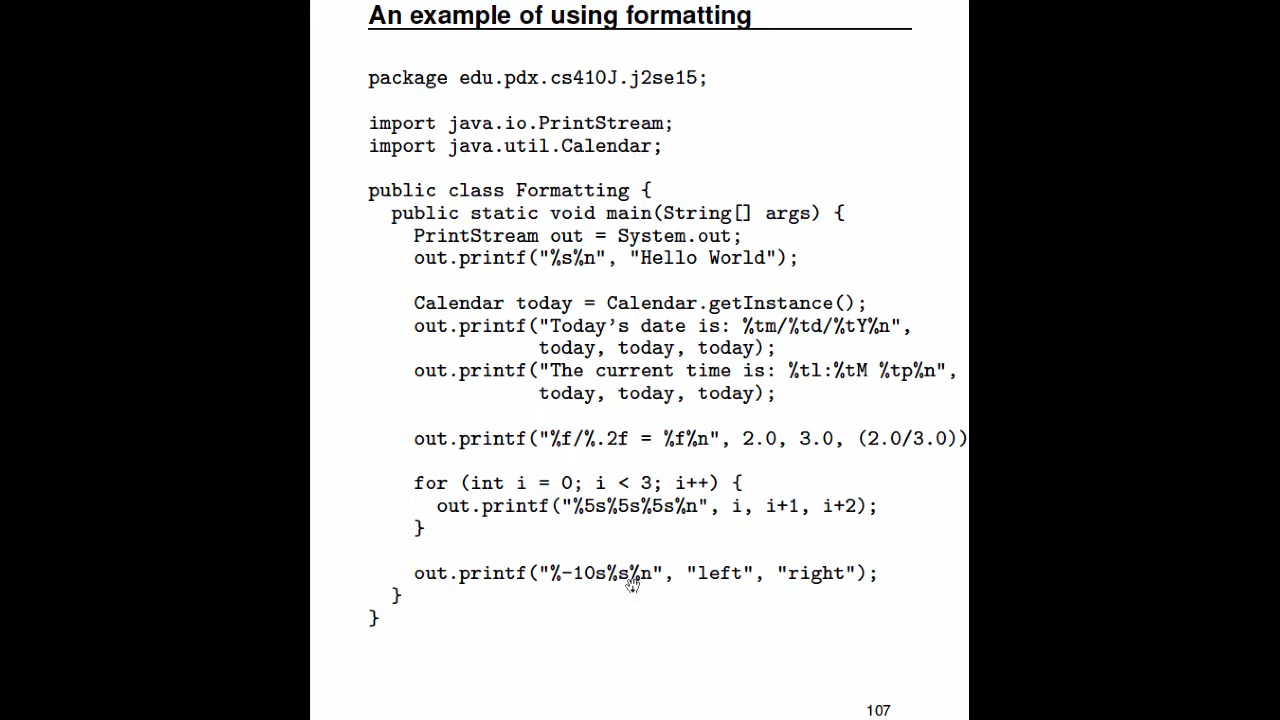 An example of using formatting
package edu.pdx.cs410J.j2se15;
import java.io.PrintStream;
import java.util.Calendar;
public class Formatting {
  public static void main(String[] args) {
    PrintStream out = System.out;
    out.printf("%s%n", "Hello World");
    Calendar today = Calendar.getInstance();
    out.printf("Today's date is: %tm/%td/%tY%n",
               today, today, today);
    out.printf("The current time is: %tl:%tM %tp%n",
               today, today, today);
    out.printf("%f/%.2f = %f%n", 2.0, 3.0, (2.0/3.0))
    for (int i = 0; i < 3; i++) {
      out.printf("%5s%5s%5s%n", i, i+1, i+2);
    }
    out.printf("%-10s%s%n", "left", "right");
  }
}
107